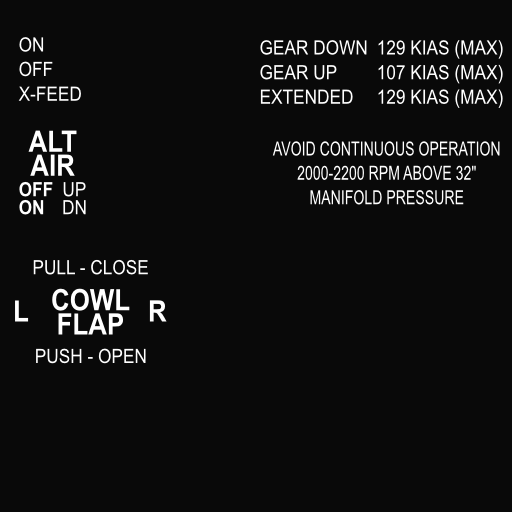 ON
OFF
X-FEED
GEAR DOWN 129 KIAS (MAX)
GEAR UP 107 KIAS (MAX)
EXTENDED 129 KIAS (MAX)
AVOID CONTINUOUS OPERATION
2000-2200 RPM ABOVE 32"
MANIFOLD PRESSURE
ALT
AIR
OFF UP
ON DN
PULL - CLOSE
L COWL FLAP R
PUSH - OPEN